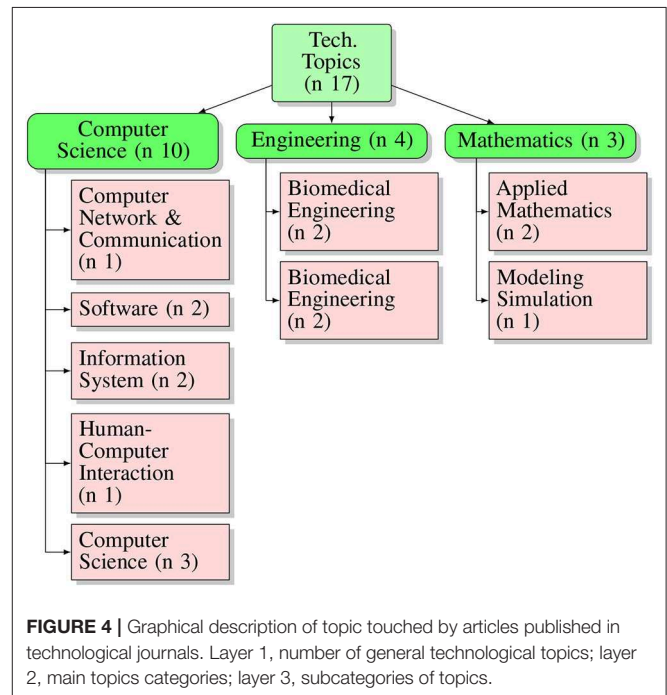 Tech.
Topics
(n 17)
Computer
Science (n 10)
Engineering (n 4)
Mathematics (n 3)
Computer
Network &
Communication
(n 1)
Software (n 2)
Information
System (n 2)
Human-
Computer
Interaction
(n 1)
Computer
Science (n 3)
Biomedical
Engineering
(n 2)
Biomedical
Engineering
(n 2)
Applied
Mathematics
(n 2)
Modeling
Simulation
(n 1)
FIGURE 4 | Graphical description of topic touched by articles published in
technological journals. Layer 1, number of general technological topics; layer
2, main topics categories; layer 3, subcategories of topics.